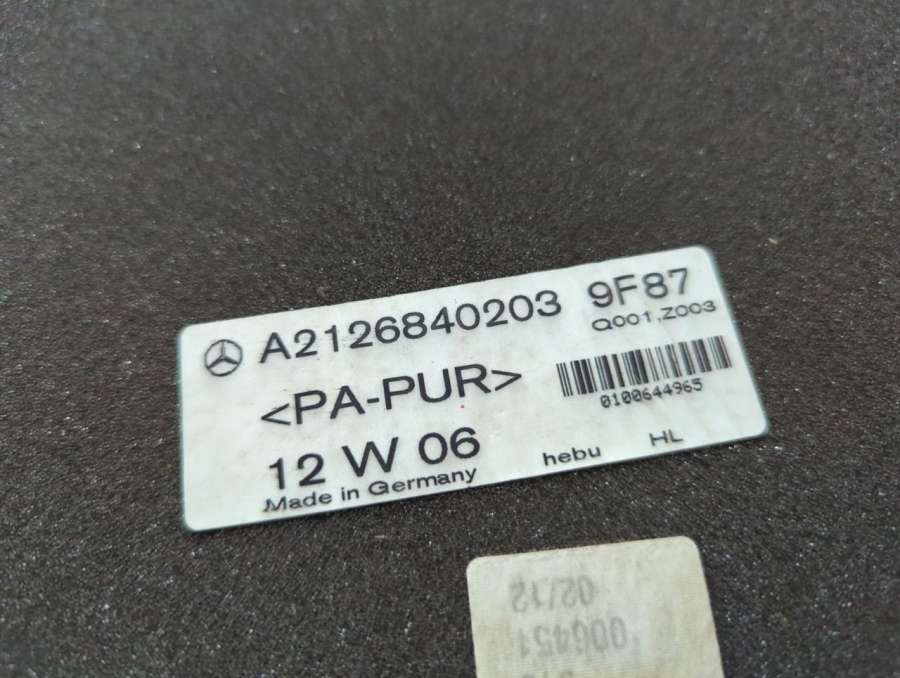 A2126840203 9F87
Q001.Z003
<PA-PUR>
0100644965
12 W 06
hebu HL
Made in Germany
02/12
006451